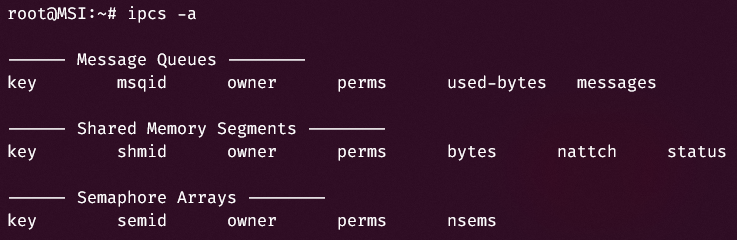 root@MSI:~# ipcs -a
------ Message Queues --------
key msqid owner perms used-bytes messages
------ Shared Memory Segments --------
key shmid owner perms bytes nattch status
------ Semaphore Arrays --------
key semid owner perms nsems